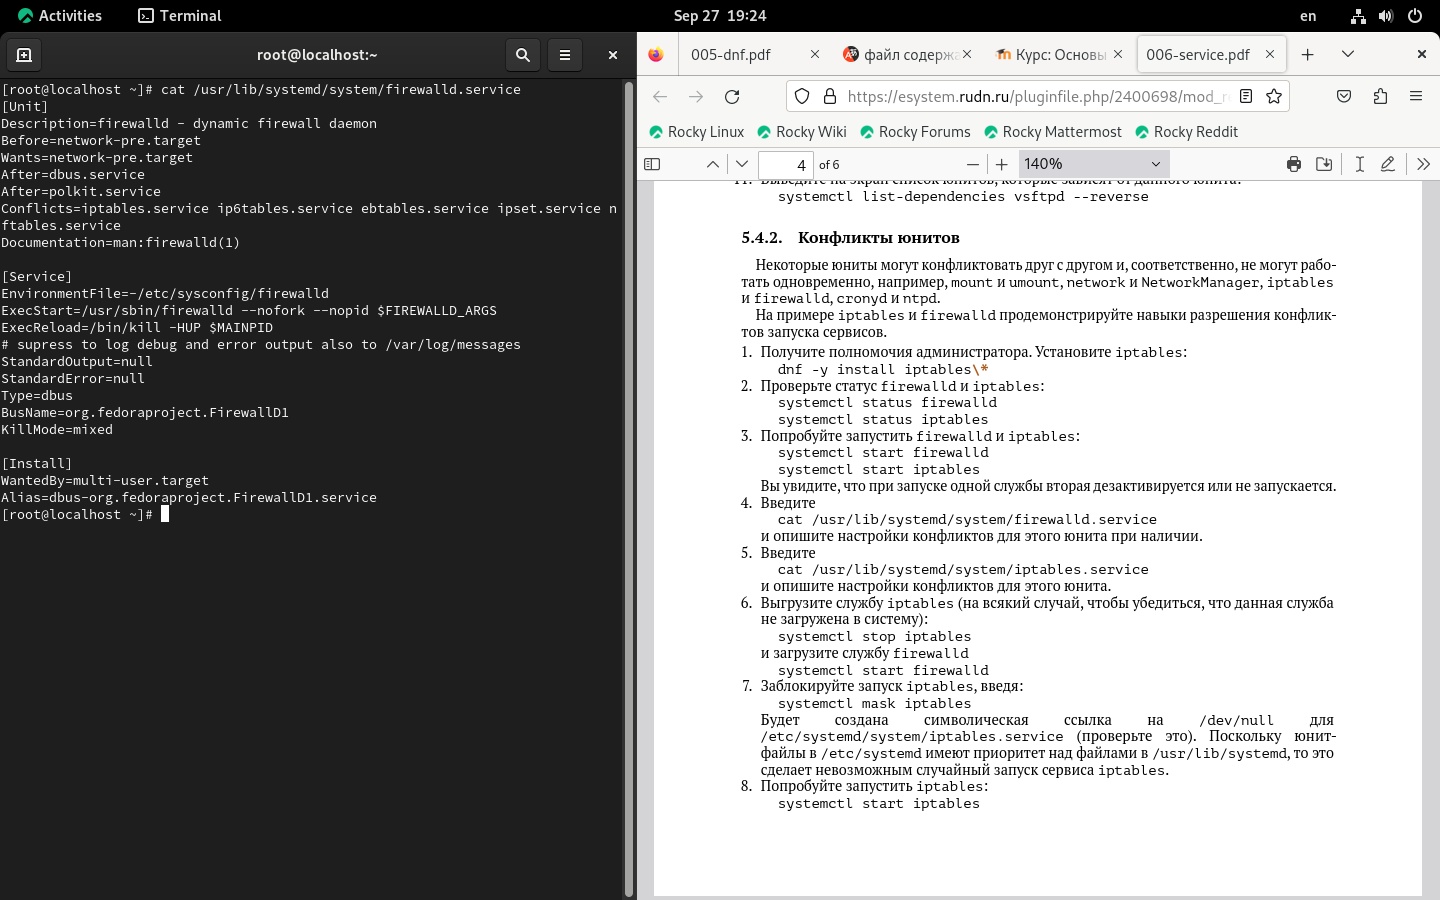 Activities
Terminal
Sep 27 19:24
en
root@localhost:~
[root@localhost ~]# cat /usr/lib/systemd/system/firewalld.service
[Unit]
Description=firewalld - dynamic firewall daemon
Before=network-pre.target
Wants=network-pre.target
After=dbus.service
After=polkit.service
Conflicts=iptables.service ip6tables.service ebtables.service ipset.service n
ftables.service
Documentation=man:firewalld(1)
[Service]
EnvironmentFile=-/etc/sysconfig/firewalld
ExecStart=/usr/sbin/firewalld --nofork --nopid $FIREWALLD_ARGS
ExecReload=/bin/kill -HUP $MAINPID
# supress to log debug and error output also to /var/log/messages
StandardOutput=null
StandardError=null
Type=dbus
BusName=org.fedoraproject.FirewallD1
KillMode=mixed
[Install]
WantedBy=multi-user.target
Alias=dbus-org.fedoraproject.FirewallD1.service
[root@localhost ~]#
005-dnf.pdf
файл содержа
Курс: Основы
006-service.pdf
https://esystem.rudn.ru/pluginfile.php/2400698/mod_r
Rocky Linux
Rocky Wiki
Rocky Forums
Rocky Mattermost
Rocky Reddit
4 of 6
140%
11. Выведите на экран список юнитов, которые зависят от данного юнита:
systemctl list-dependencies vsftpd --reverse
5.4.2. Конфликты юнитов
Некоторые юниты могут конфликтовать друг с другом и, соответственно, не могут рабо-
тать одновременно, например, mount и umount, network и NetworkManager, iptables
и firewalld, cronyd и ntpd.
На примере iptables и firewalld продемонстрируйте навыки разрешения конфлик-
тов запуска сервисов.
1. Получите полномочия администратора. Установите iptables:
dnf -y install iptables\*
2. Проверьте статус firewalld и iptables:
systemctl status firewalld
systemctl status iptables
3. Попробуйте запустить firewalld и iptables:
systemctl start firewalld
systemctl start iptables
Вы увидите, что при запуске одной службы вторая дезактивируется или не запускается.
4. Введите
cat /usr/lib/systemd/system/firewalld.service
и опишите настройки конфликтов для этого юнита при наличии.
5. Введите
cat /usr/lib/systemd/system/iptables.service
и опишите настройки конфликтов для этого юнита.
6. Выгрузите службу iptables (на всякий случай, чтобы убедиться, что данная служба
не загружена в систему):
systemctl stop iptables
и загрузите службу firewalld
systemctl start firewalld
7. Заблокируйте запуск iptables, введя:
systemctl mask iptables
Будет создана символическая ссылка на /dev/null для
/etc/systemd/system/iptables.service (проверьте это). Поскольку юнит-
файлы в /etc/systemd имеют приоритет над файлами в /usr/lib/systemd, то это
сделает невозможным случайный запуск сервиса iptables.
8. Попробуйте запустить iptables:
systemctl start iptables